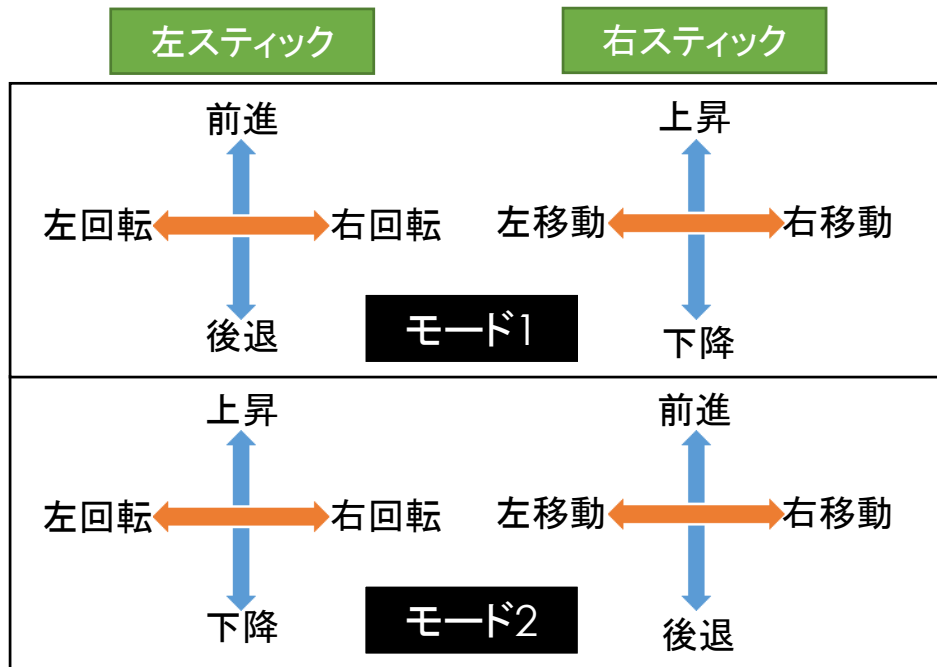 左スティック
右スティック
前進
上昇
左回転
右回転
左移動
右移動
後退
モード1
下降
上昇
前進
左回転
右回転
左移動
右移動
下降
モード2
後退